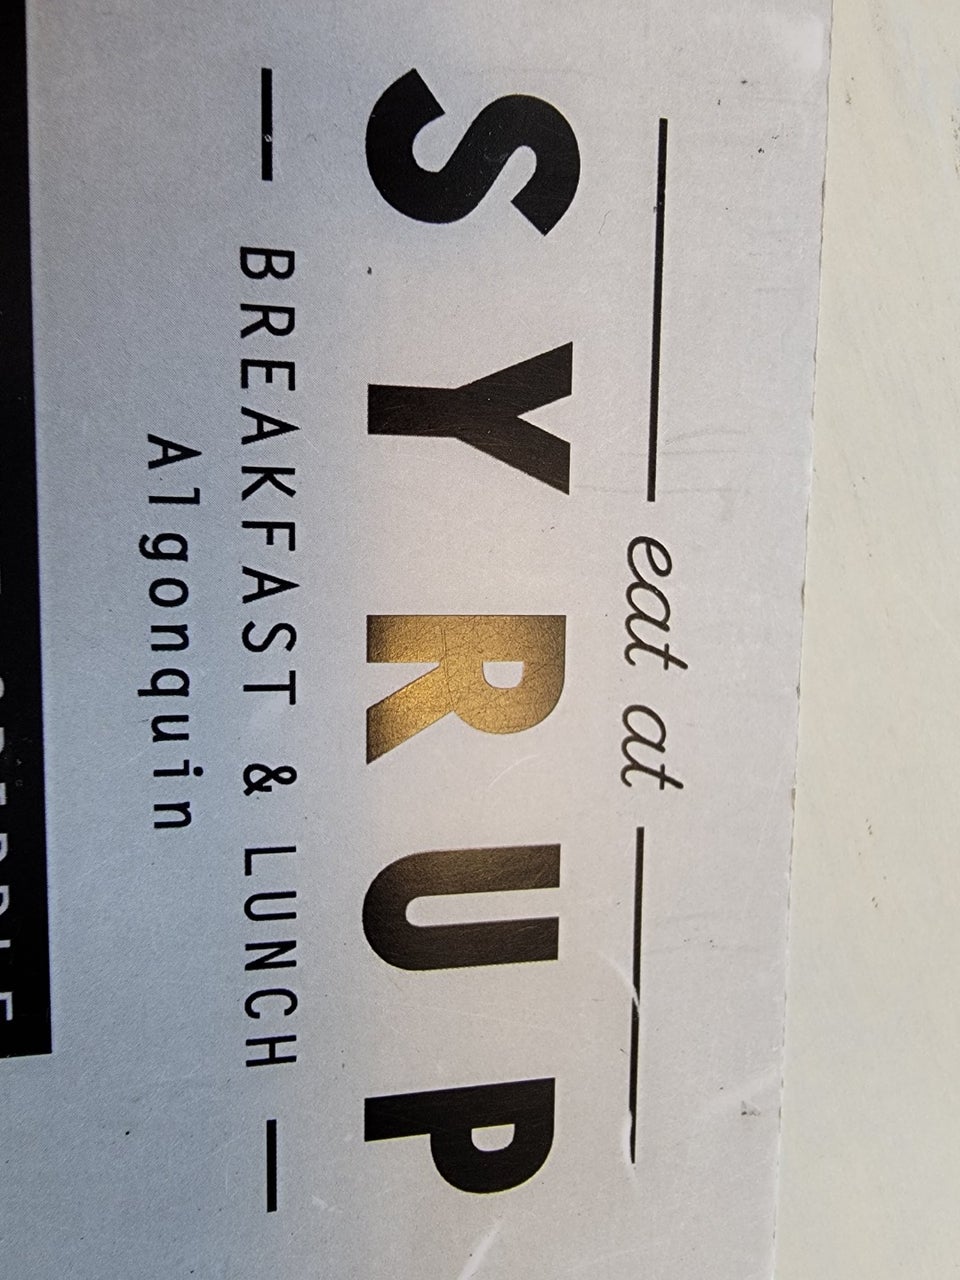 eat at
SYRUP
— BREAKFAST & LUNCH —
Algonquin